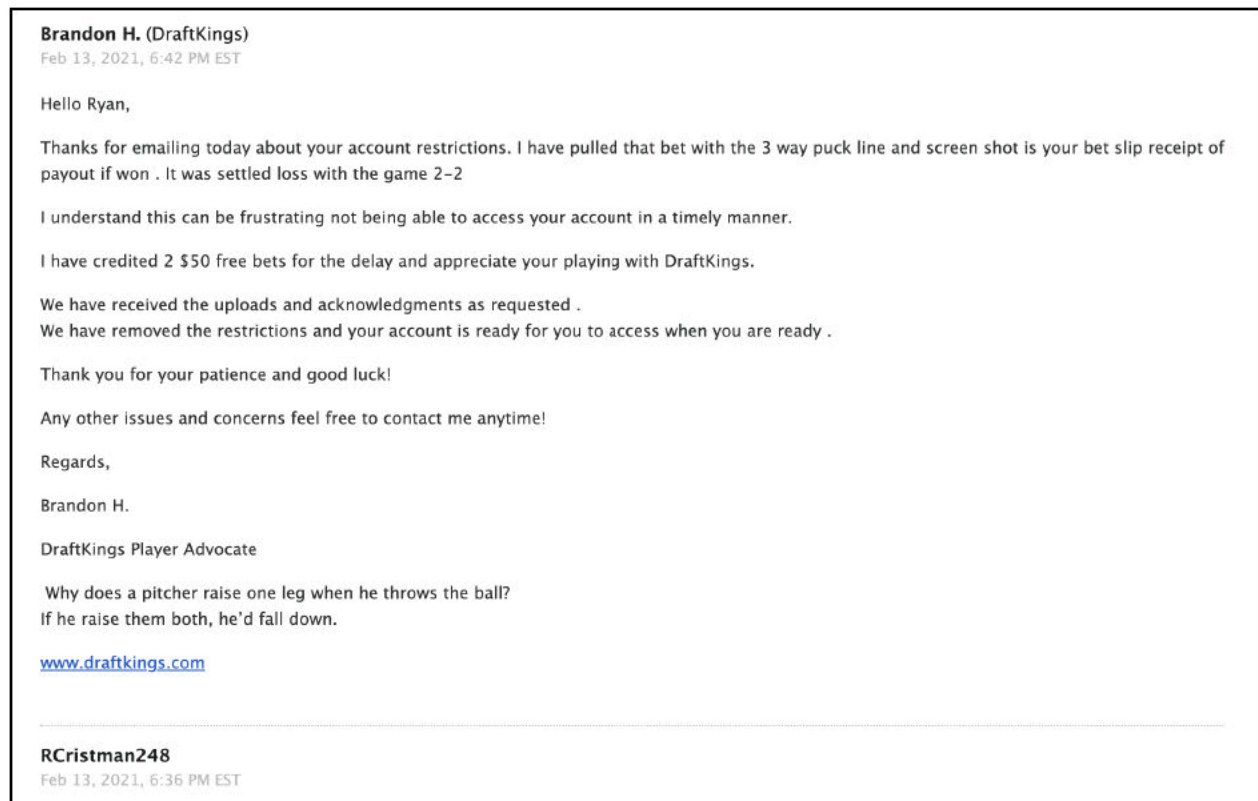 Brandon H. (DraftKings)
Feb 13, 2021, 6:42 PM EST
Hello Ryan,
Thanks for emailing today about your account restrictions. I have pulled that bet with the 3 way puck line and screen shot is your bet slip receipt of
payout if won . It was settled loss with the game 2-2
I understand this can be frustrating not being able to access your account in a timely manner.
I have credited 2 $50 free bets for the delay and appreciate your playing with DraftKings.
We have received the uploads and acknowledgments as requested .
We have removed the restrictions and your account is ready for you to access when you are ready .
Thank you for your patience and good luck!
Any other issues and concerns feel free to contact me anytime!
Regards,
Brandon H.
DraftKings Player Advocate
Why does a pitcher raise one leg when he throws the ball?
If he raise them both, he'd fall down.
www.draftkings.com
RCristman248
Feb 13, 2021, 6:36 PM EST